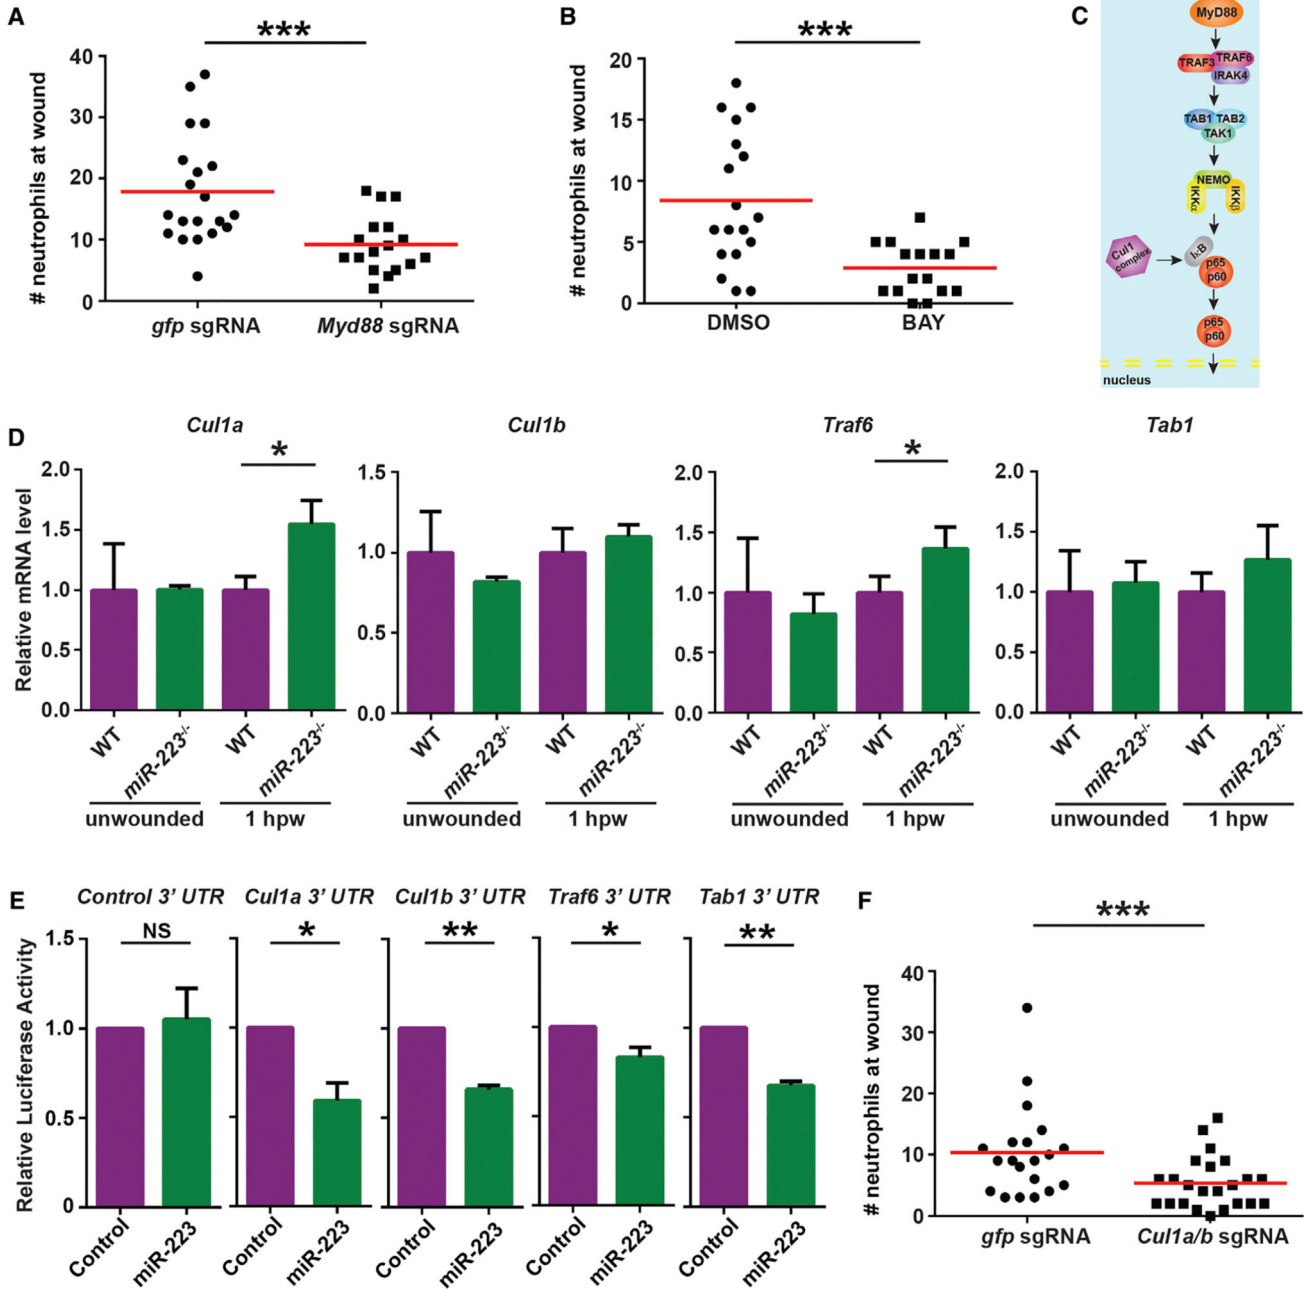 A
***
# neutrophils at wound
40
30
20
10
0
gfp sgRNA
Myd88 sgRNA
B
***
# neutrophils at wound
20
15
10
5
0
DMSO
BAY
C
MyD88
TRAF3
TRAF6
IRAK4
TAB1
TAB2
TAK1
NEMO
IKKα
IKKβ
Cul1
complex
IκB
p65
p60
p65
p60
nucleus
D
Relative mRNA level
Cul1a
*
2.0
1.5
1.0
0.5
0.0
WT
miR-223-/-
WT
miR-223-/-
unwounded
1 hpw
Cul1b
1.5
1.0
0.5
0.0
WT
miR-223-/-
WT
miR-223-/-
unwounded
1 hpw
Traf6
*
2.0
1.5
1.0
0.5
0.0
WT
miR-223-/-
WT
miR-223-/-
unwounded
1 hpw
Tab1
2.0
1.5
1.0
0.5
0.0
WT
miR-223-/-
WT
miR-223-/-
unwounded
1 hpw
E
Relative Luciferase Activity
Control 3’ UTR
NS
1.5
1.0
0.5
0
Control
miR-223
Cul1a 3’ UTR
*
Control
miR-223
Cul1b 3’ UTR
**
Control
miR-223
Traf6 3’ UTR
*
Control
miR-223
Tab1 3’ UTR
**
Control
miR-223
F
***
# neutrophils at wound
40
30
20
10
0
gfp sgRNA
Cul1a/b sgRNA